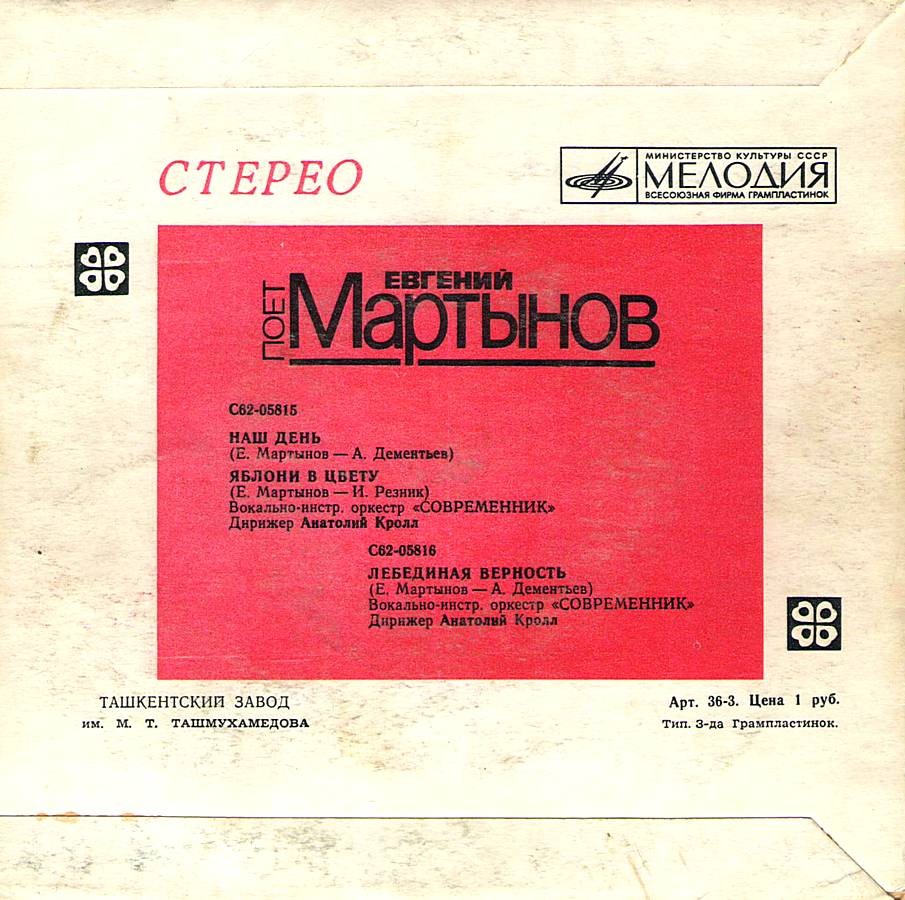 СТЕРЕО
МИНИСТЕРСТВО КУЛЬТУРЫ СССР
МЕЛОДИЯ
ВСЕСОЮЗНАЯ ФИРМА ГРАМПЛАСТИНОК
ПОЕТ
ЕВГЕНИЙ
Мартынов
С62-05815
НАШ ДЕНЬ
(Е. Мартынов — А. Дементьев)
ЯБЛОНИ В ЦВЕТУ
(Е. Мартынов — И. Резник)
Вокально-инстр. оркестр «СОВРЕМЕННИК»
Дирижер Анатолий Кролл
С62-05816
ЛЕБЕДИНАЯ ВЕРНОСТЬ
(Е. Мартынов — А. Дементьев)
Вокально-инстр. оркестр «СОВРЕМЕННИК»
Дирижер Анатолий Кролл
ТАШКЕНТСКИЙ ЗАВОД
им. М. Т. ТАШМУХАМЕДОВА
Арт. 36-3. Цена 1 руб.
Тип. З-да Грампластинок.